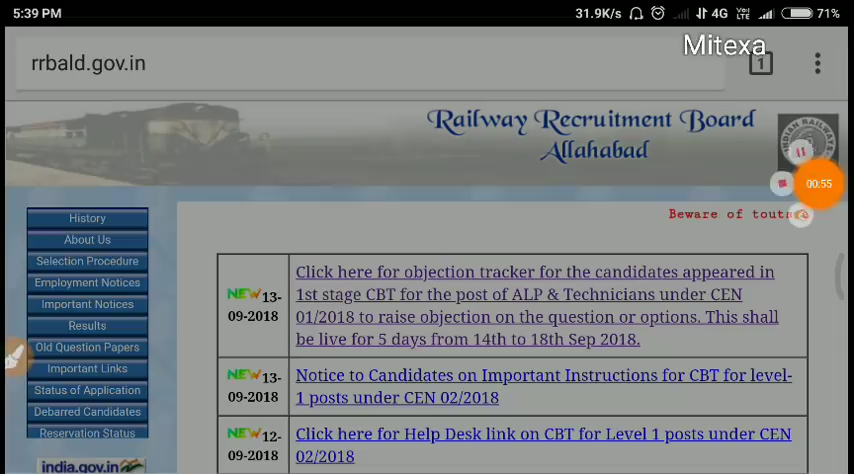 5:39 PM
31.9K/s 4G VoLTE 71%
Mitexa
rrbald.gov.in
1
Railway Recruitment Board
Allahabad
INDIAN RAILWAYS
00:55
Beware of tout
History
About Us
Selection Procedure
Employment Notices
Important Notices
Results
Old Question Papers
Important Links
Status of Application
Debarred Candidates
Reservation Status
india.gov.in
NEW 13-
09-2018
Click here for objection tracker for the candidates appeared in
1st stage CBT for the post of ALP & Technicians under CEN
01/2018 to raise objection on the question or options. This shall
be live for 5 days from 14th to 18th Sep 2018.
NEW 13-
09-2018
Notice to Candidates on Important Instructions for CBT for level-
1 posts under CEN 02/2018
NEW 12-
09-2018
Click here for Help Desk link on CBT for Level 1 posts under CEN
02/2018